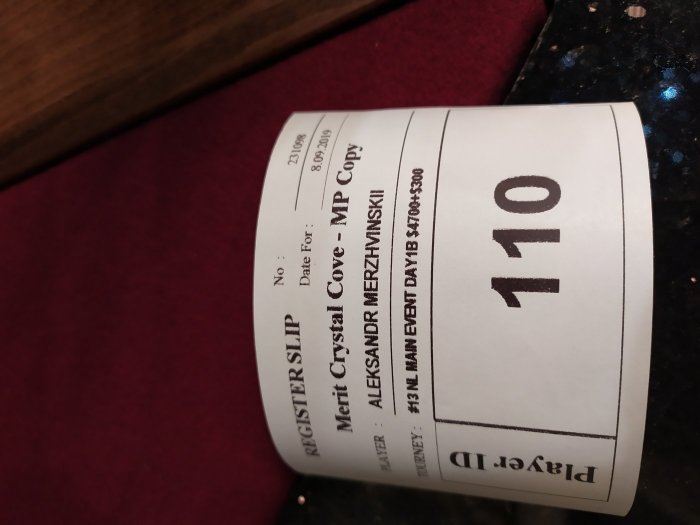 REGISTER SLIP
No : 231098
Date For : 8.09.2019
Merit Crystal Cove - MP Copy
PLAYER : ALEKSANDR MERZHVINSKII
TOURNEY : #13 NL MAIN EVENT DAY1B $4700+$300
Player ID
110